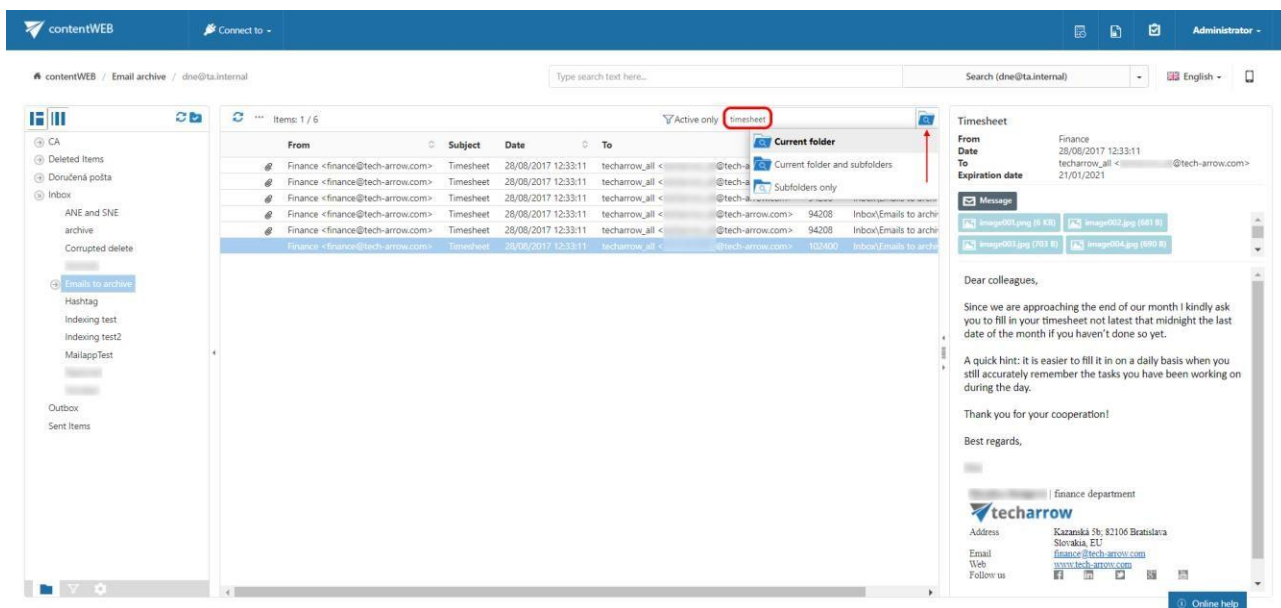 contentWEB
Connect to
Administrator
contentWEB / Email archive / dne@ta.internal
Type search text here...
Search (dne@ta.internal)
English
CA
Deleted Items
Doručená pošta
Inbox
ANE and SNE
archive
Corrupted delete
Emails to archive
Hashtag
Indexing test
Indexing test2
MailappTest
Outbox
Sent Items
Items: 1 / 6
Active only
timesheet
Current folder
Current folder and subfolders
Subfolders only
From Subject Date To
Finance <finance@tech-arrow.com> Timesheet 28/08/2017 12:33:11 techarrow_all < @tech-a
Finance <finance@tech-arrow.com> Timesheet 28/08/2017 12:33:11 techarrow_all < @tech-a
Finance <finance@tech-arrow.com> Timesheet 28/08/2017 12:33:11 techarrow_all <
Finance <finance@tech-arrow.com> Timesheet 28/08/2017 12:33:11 techarrow_all < @tech-arrow.com> 94208 Inbox\Emails to archiv
Finance <finance@tech-arrow.com> Timesheet 28/08/2017 12:33:11 techarrow_all < @tech-arrow.com> 94208 Inbox\Emails to archiv
Finance <finance@tech-arrow.com> Timesheet 28/08/2017 12:33:11 techarrow_all < @tech-arrow.com> 102400 Inbox\Emails to archiv
Timesheet
From Finance
Date 28/08/2017 12:33:11
To techarrow_all < @tech-arrow.com>
Expiration date 21/01/2021
Message
image001.png (6 KB) image002.jpg (681 B)
image003.jpg (703 B) image004.jpg (690 B)
Dear colleagues,
Since we are approaching the end of our month I kindly ask
you to fill in your timesheet not latest that midnight the last
date of the month if you haven't done so yet.
A quick hint: it is easier to fill it in on a daily basis when you
still accurately remember the tasks you have been working on
during the day.
Thank you for your cooperation!
Best regards,
| finance department
techarrow
Address Kazanská 5b, 82106 Bratislava
Slovakia, EU
Email finance@tech-arrow.com
Web www.tech-arrow.com
Follow us
Online help